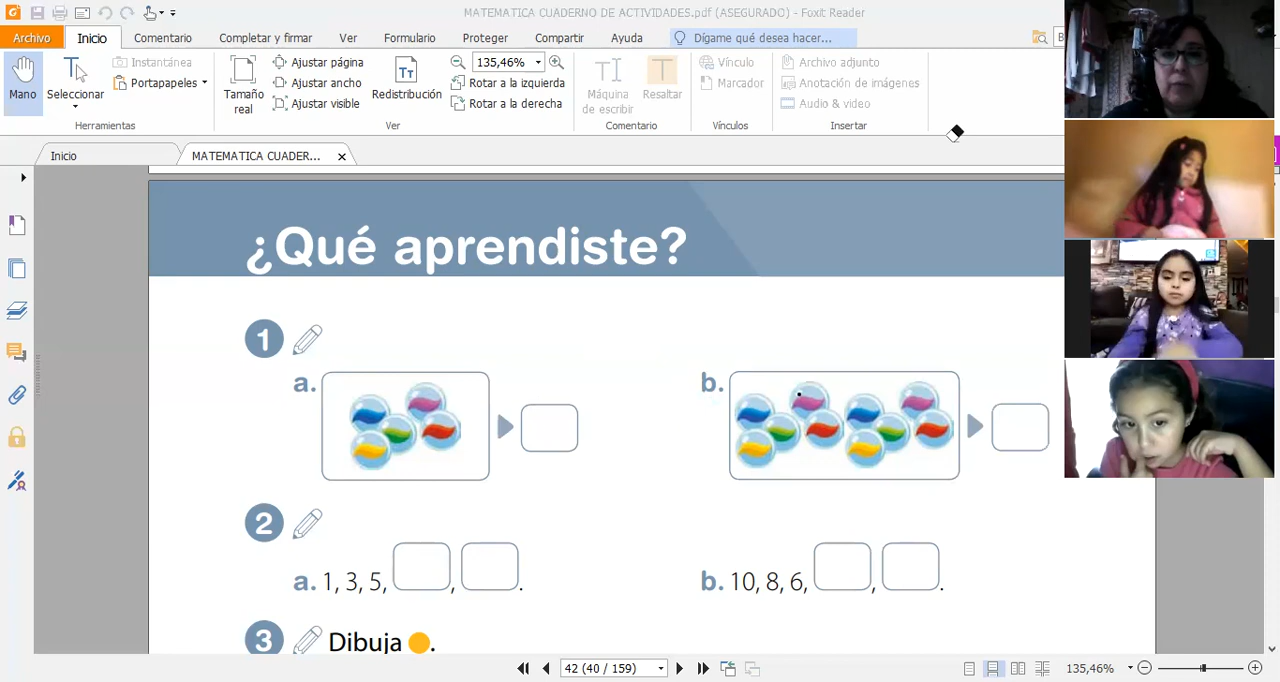 MATEMATICA CUADERNO DE ACTIVIDADES.pdf (ASEGURADO) - Foxit Reader
Archivo Inicio Comentario Completar y firmar Ver Formulario Proteger Compartir Ayuda Dígame qué desea hacer... B
Mano
Seleccionar
Instantánea
Portapapeles
Herramientas
Tamaño real
Ajustar página
Ajustar ancho
Ajustar visible
Redistribución
135,46%
Rotar a la izquierda
Rotar a la derecha
Ver
Máquina de escribir
Resaltar
Comentario
Vínculo
Marcador
Vínculos
Archivo adjunto
Anotación de imágenes
Audio & video
Insertar
Inicio
MATEMATICA CUADER...
¿Qué aprendiste?
1
a.
b.
2
a. 1, 3, 5, , .
b. 10, 8, 6, , .
3 Dibuja .
42 (40 / 159)
135,46%